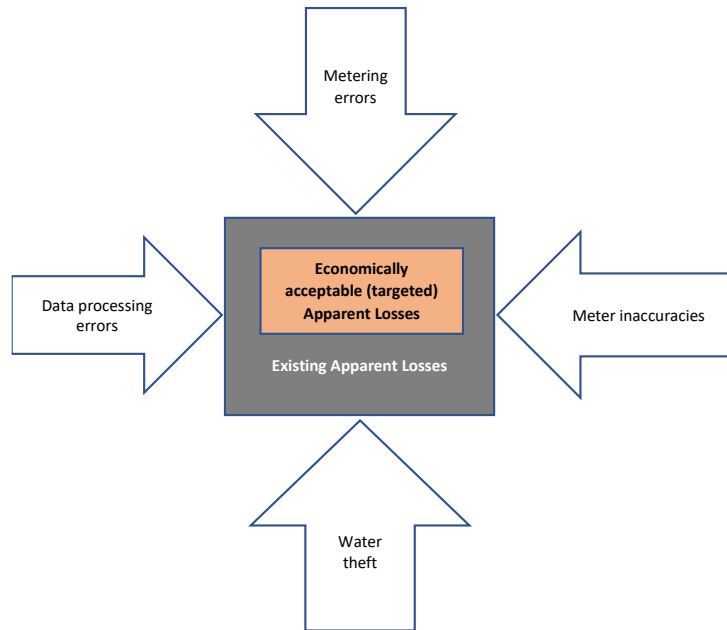 Metering
errors
Economically
acceptable (targeted)
Apparent Losses
Data processing
errors
Meter inaccuracies
Existing Apparent Losses
Water
theft